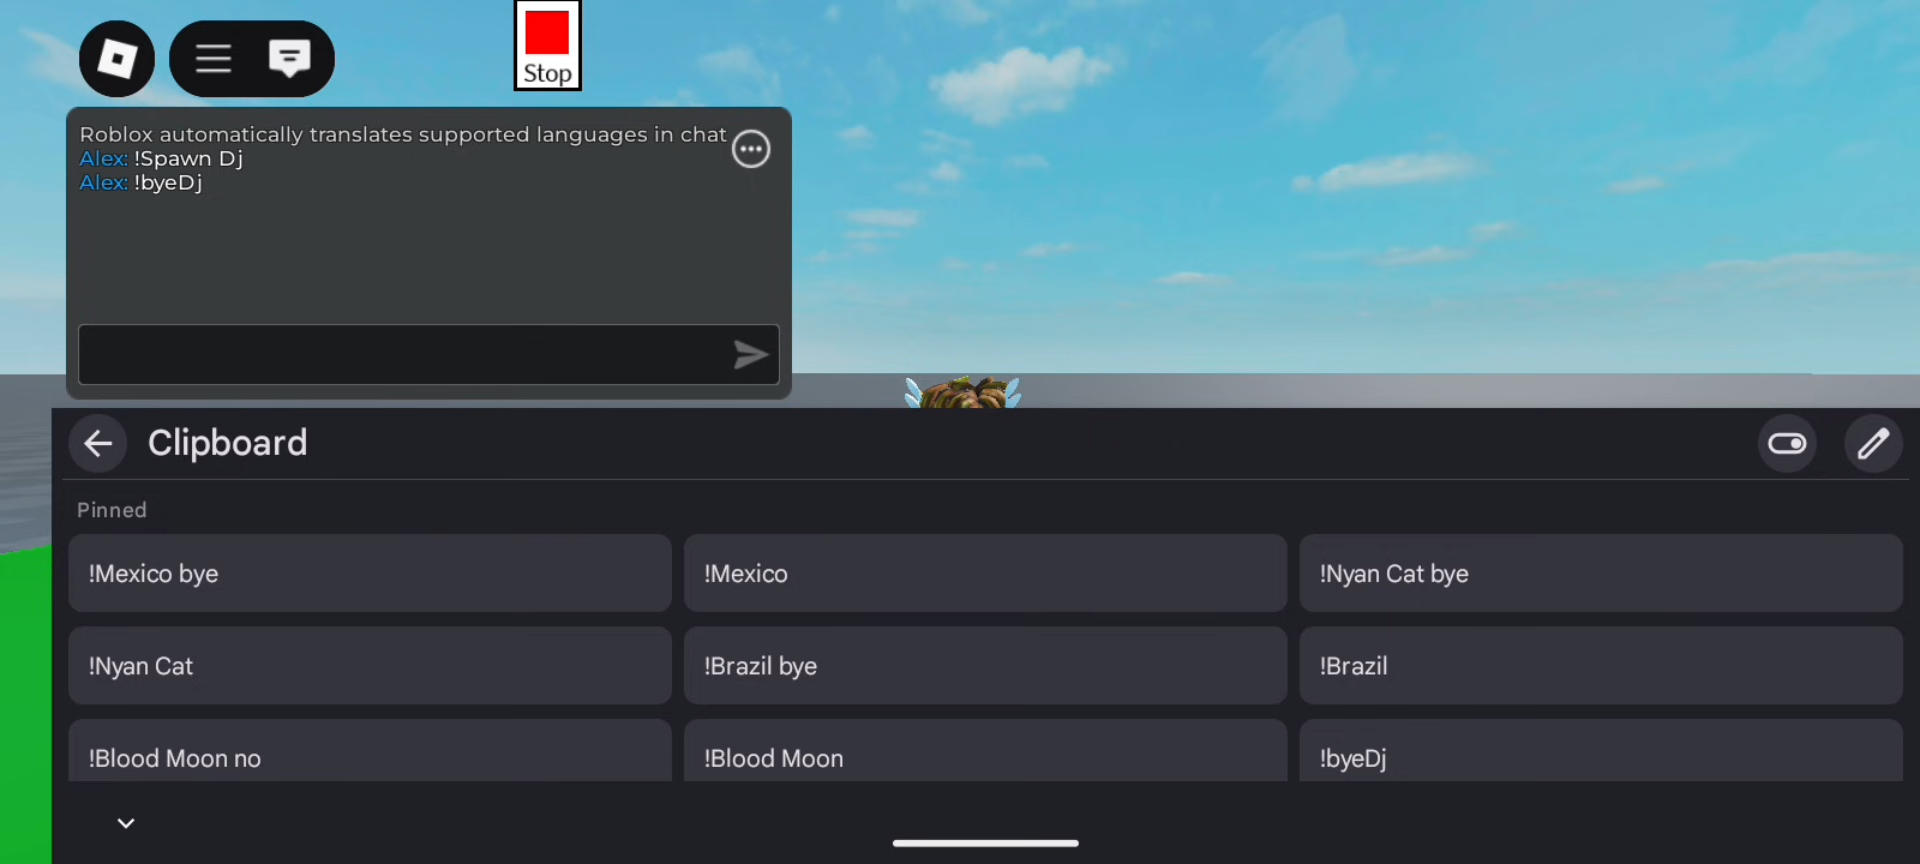 Stop
Roblox automatically translates supported languages in chat
Alex: !Spawn Dj
Alex: !byeDj
Clipboard
Pinned
!Mexico bye
!Mexico
!Nyan Cat bye
!Nyan Cat
!Brazil bye
!Brazil
!Blood Moon no
!Blood Moon
!byeDj